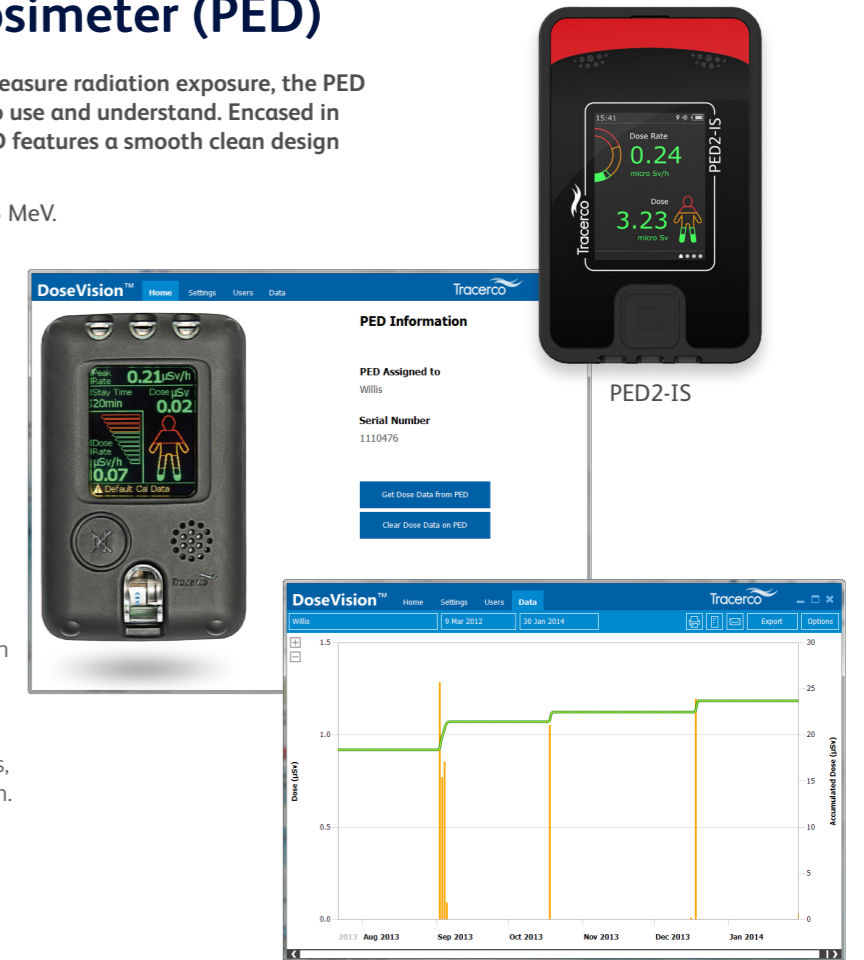 osimeter (PED)
easure radiation exposure, the PED
o use and understand. Encased in
D features a smooth clean design
MeV.
15:41
Dose Rate
0.24
micro Sv/h
Dose
3.23
micro Sv
Tracerco
PED2-IS
PED2-IS
DoseVision™ Home Settings Users Data Tracerco
Peak
Rate 0.21µSv/h
Stay Time Dose µSv
20min 0.02
Dose
Rate
µSv/h
0.07
Default Cal Data
Tracerco
PED Information
PED Assigned to
Willis
Serial Number
1110476
Get Dose Data from PED
Clear Dose Data on PED
n
s,
n.
DoseVision™ Home Settings Users Data Tracerco
Willis 9 Mar 2012 30 Jan 2014 Export Options
Dose (µSv)
1.5
1.0
0.5
0.0
30
25
20
15
10
5
0
Accumulated Dose (µSv)
2013 Aug 2013 Sep 2013 Oct 2013 Nov 2013 Dec 2013 Jan 2014